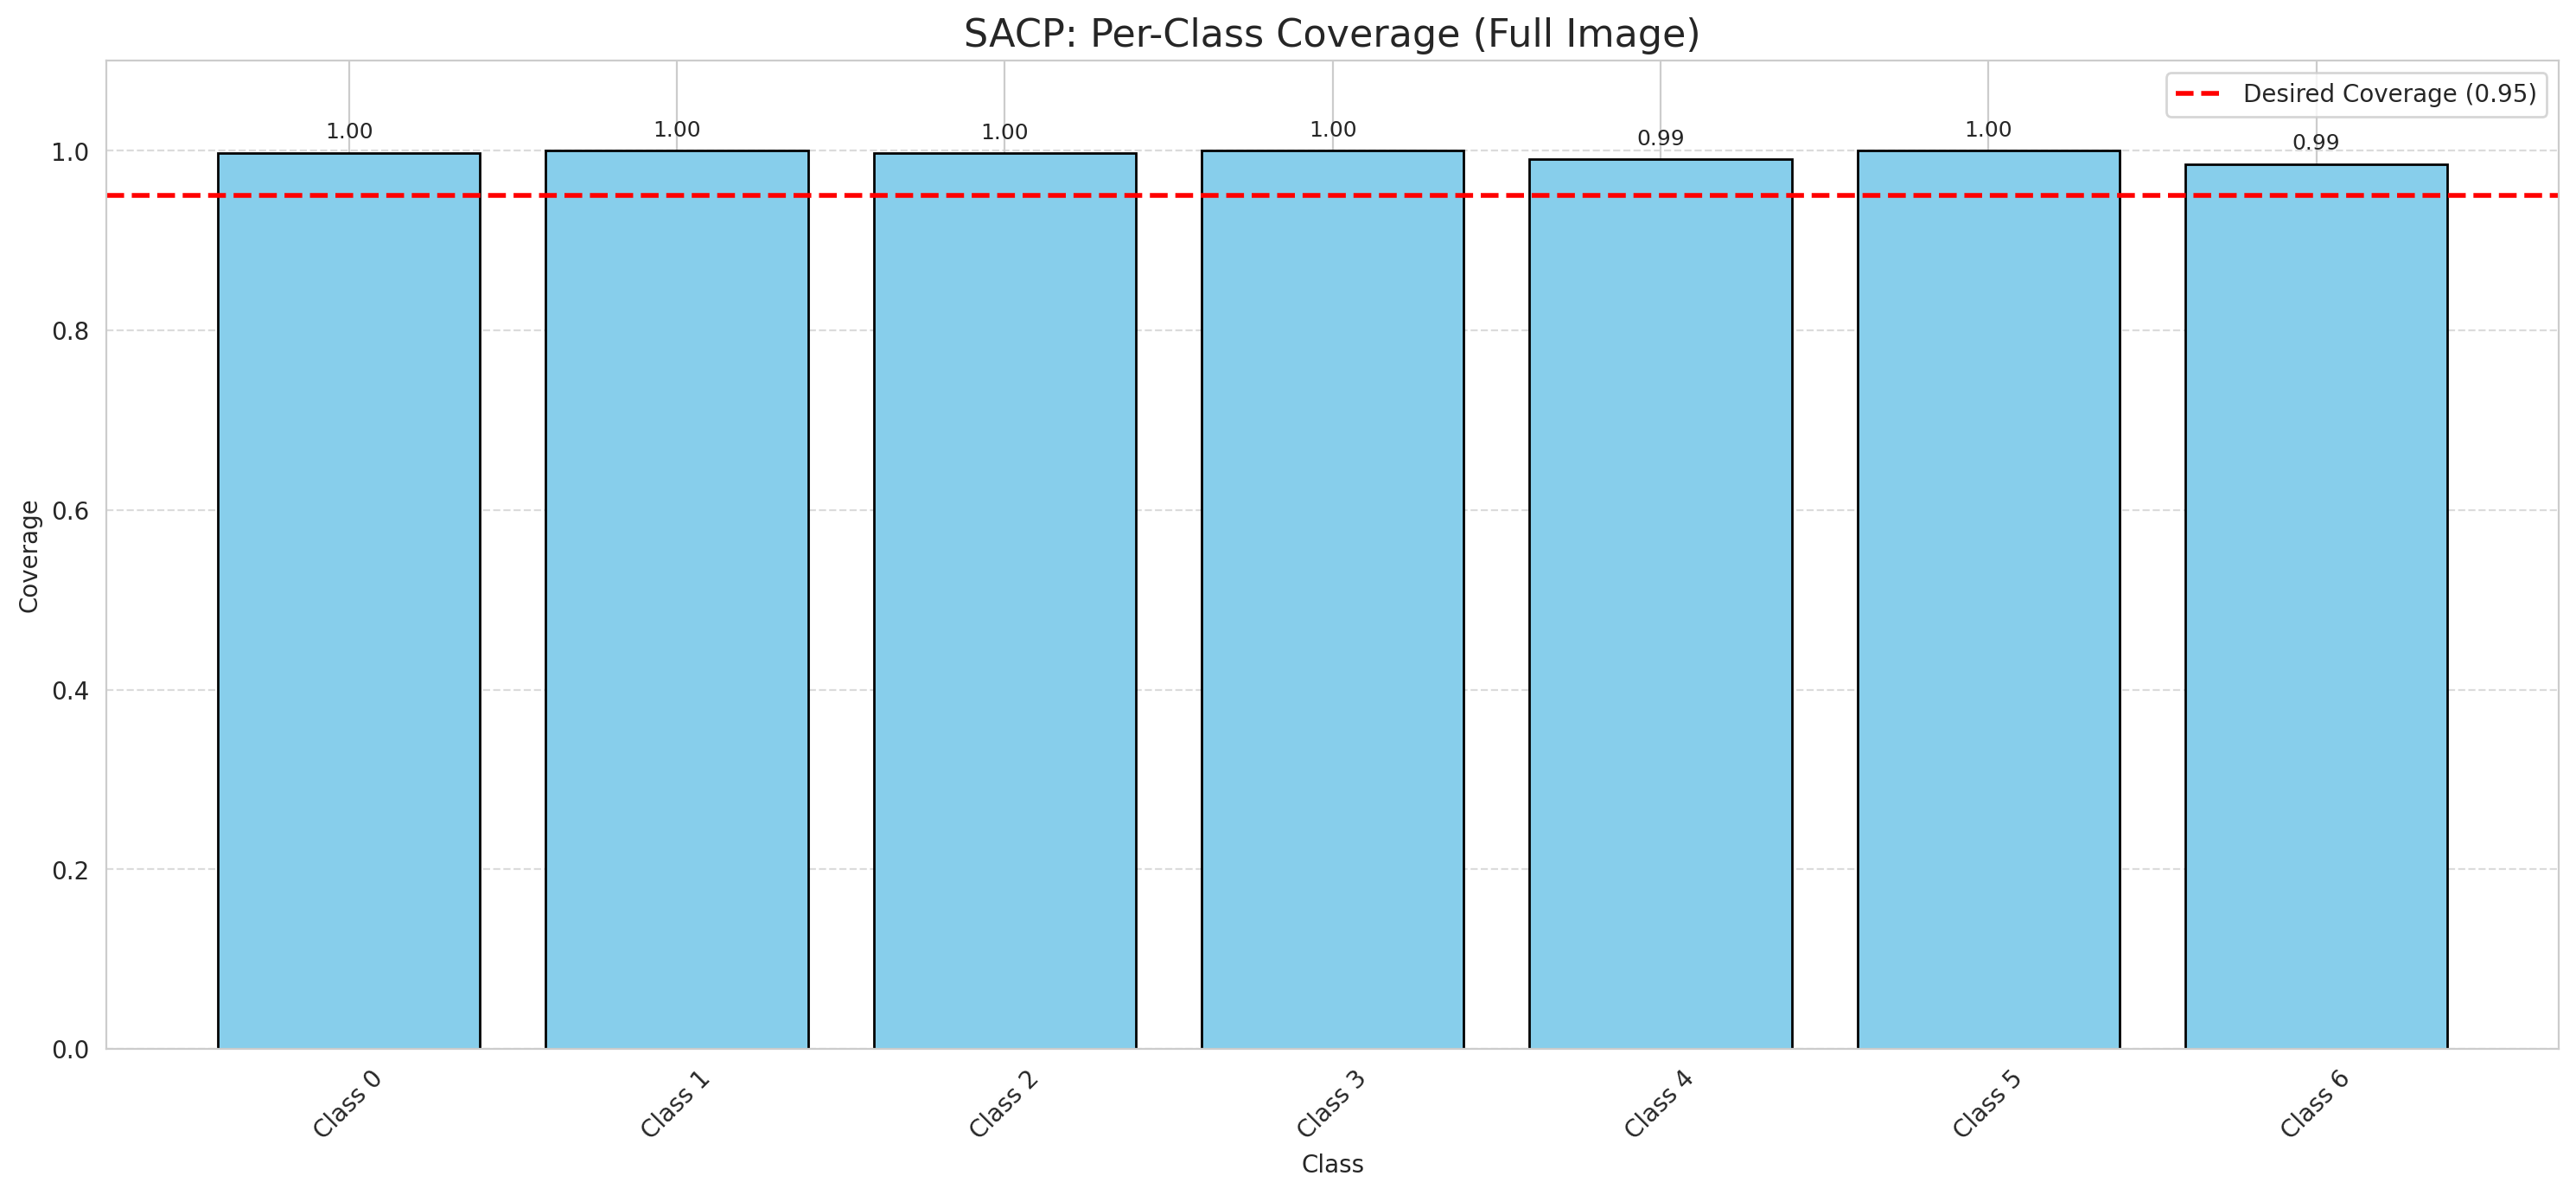 SACP: Per-Class Coverage (Full Image)
Desired Coverage (0.95)
1.00
1.00
1.00
1.00
0.99
1.00
0.99
1.0
0.8
0.6
0.4
0.2
0.0
Coverage
Class 0
Class 1
Class 2
Class 3
Class 4
Class 5
Class 6
Class